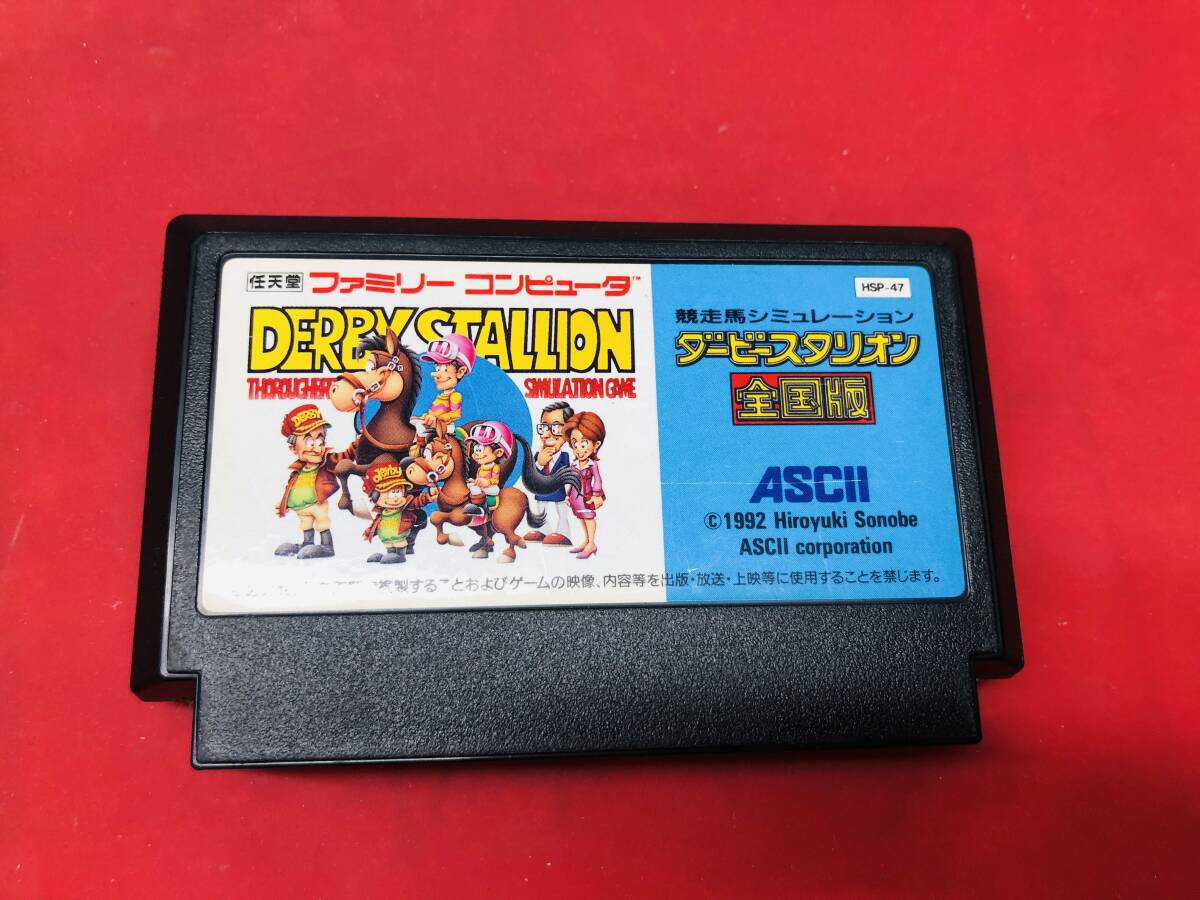 任天堂 ファミリー コンピュータ™
DERBY STALLION
SIMULATION GAME
DERBY
Derby
HSP-47
競走馬シミュレーション
ダービースタリオン
全国版
ASCII
©1992 Hiroyuki Sonobe
ASCII corporation
複製することおよびゲームの映像、内容等を出版・放送・上映等に使用することを禁じます。